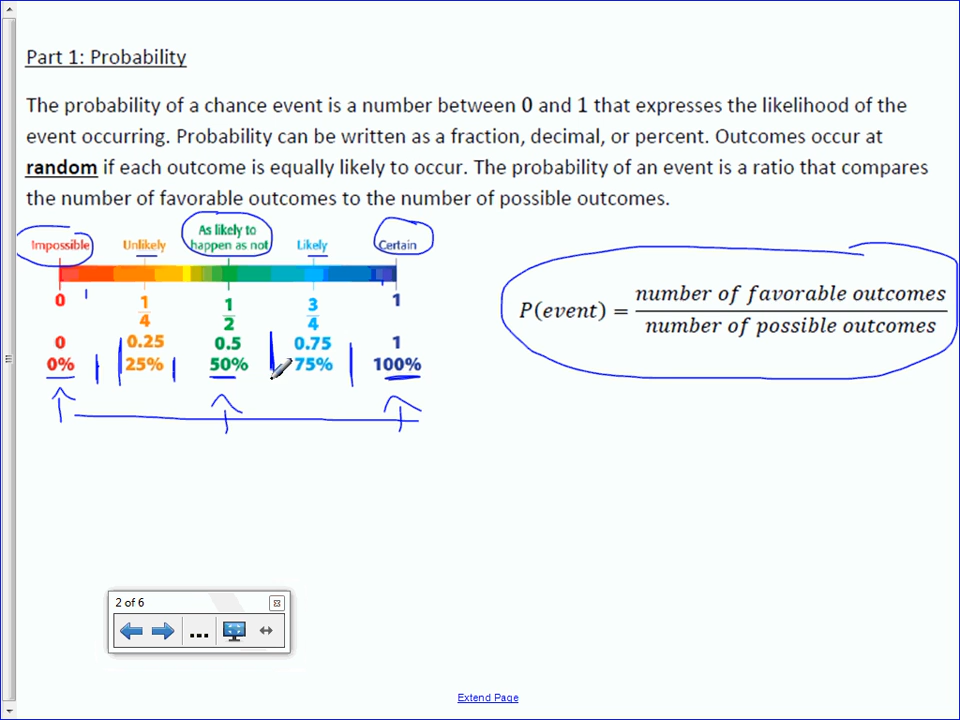 Part 1: Probability
The probability of a chance event is a number between 0 and 1 that expresses the likelihood of the
event occurring. Probability can be written as a fraction, decimal, or percent. Outcomes occur at
random if each outcome is equally likely to occur. The probability of an event is a ratio that compares
the number of favorable outcomes to the number of possible outcomes.
As likely to
Impossible Unlikely happen as not Likely Certain
0 1/4 1/2 3/4 1
0 0.25 0.5 0.75 1
0% 25% 50% 75% 100%
P(event) = number of favorable outcomes / number of possible outcomes
2 of 6
...
Extend Page